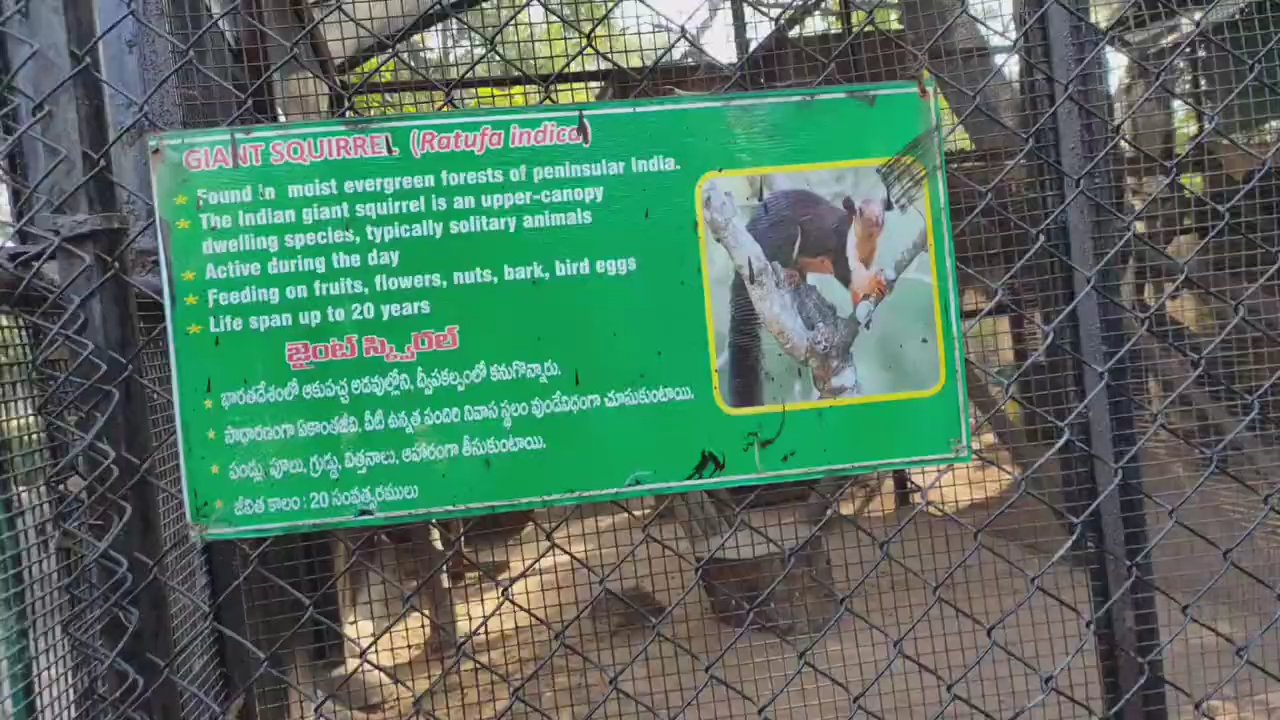 GIANT SQUIRREL (Ratufa indica)
* Found in moist evergreen forests of peninsular India.
* The Indian giant squirrel is an upper-canopy
dwelling species, typically solitary animals
* Active during the day
* Feeding on fruits, flowers, nuts, bark, bird eggs
* Life span up to 20 years
జైంట్ స్క్విరల్
* భారతదేశంలో ఆకుపచ్చ అడవుల్లోని, ద్వీపకల్పంలో కనుగొన్నారు.
* సాధారణంగా ఏకాంతజీవి, వీటి ఉన్నత పందిరి నివాస స్థలం వుండేవిధంగా చూసుకుంటాయి.
* పండ్లు, పూలు, గ్రుడ్లు, విత్తనాలు, ఆహారంగా తీసుకుంటాయి.
* జీవిత కాలం : 20 సంవత్సరములు